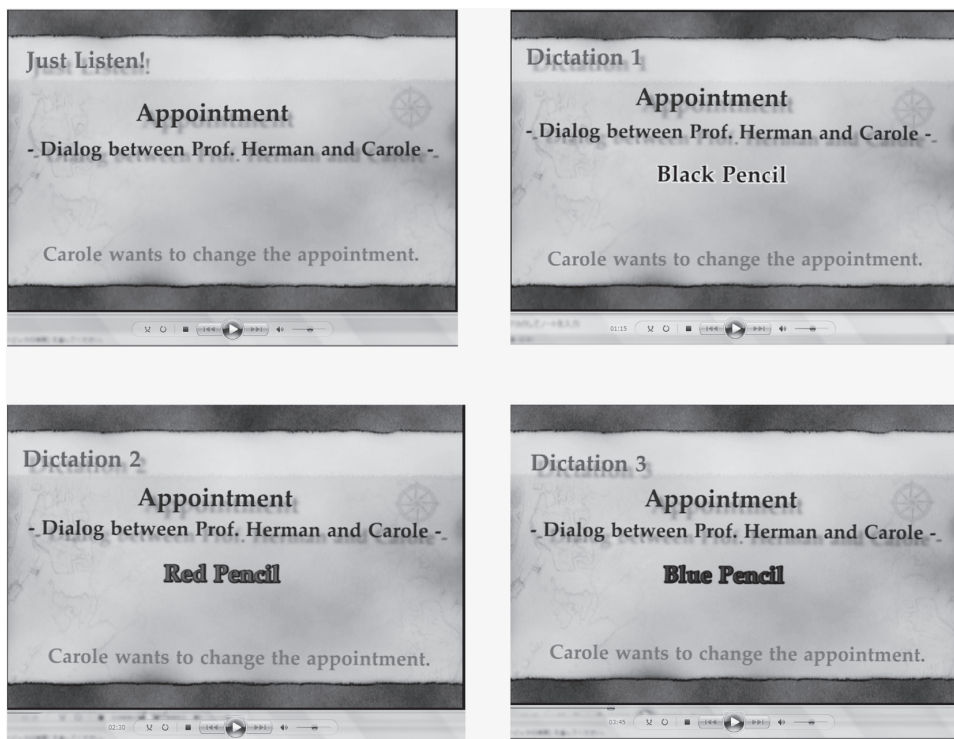 Just Listen!
Appointment
- Dialog between Prof. Herman and Carole -
Carole wants to change the appointment.
Dictation 1
Appointment
- Dialog between Prof. Herman and Carole -
Black Pencil
Carole wants to change the appointment.
01:15
Dictation 2
Appointment
- Dialog between Prof. Herman and Carole -
Red Pencil
Carole wants to change the appointment.
02:30
Dictation 3
Appointment
- Dialog between Prof. Herman and Carole -
Blue Pencil
Carole wants to change the appointment.
03:45